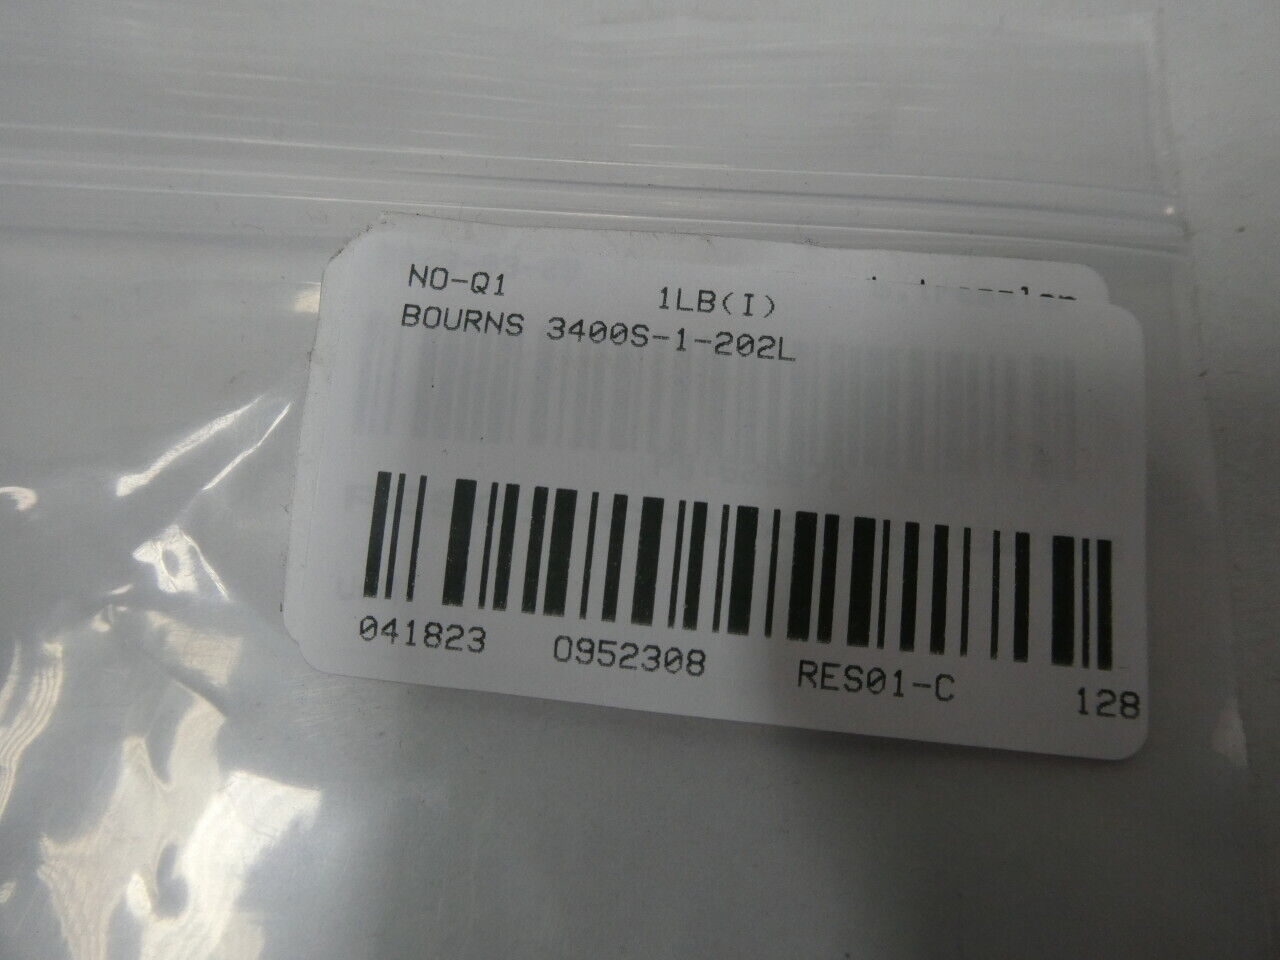 NO-Q1 1LB(I)
BOURNS 3400S-1-202L
041823 0952308 RES01-C 128